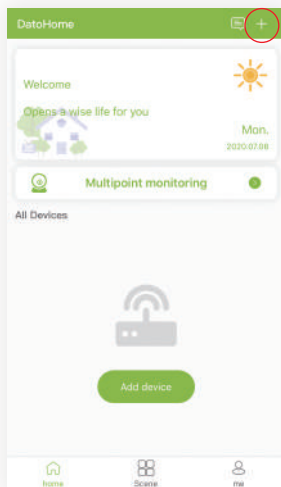 DatoHome
Welcome
Opens a wise life for you
Mon.
2020.07.08
Multipoint monitoring
All Devices
Add device
home
Scene
me